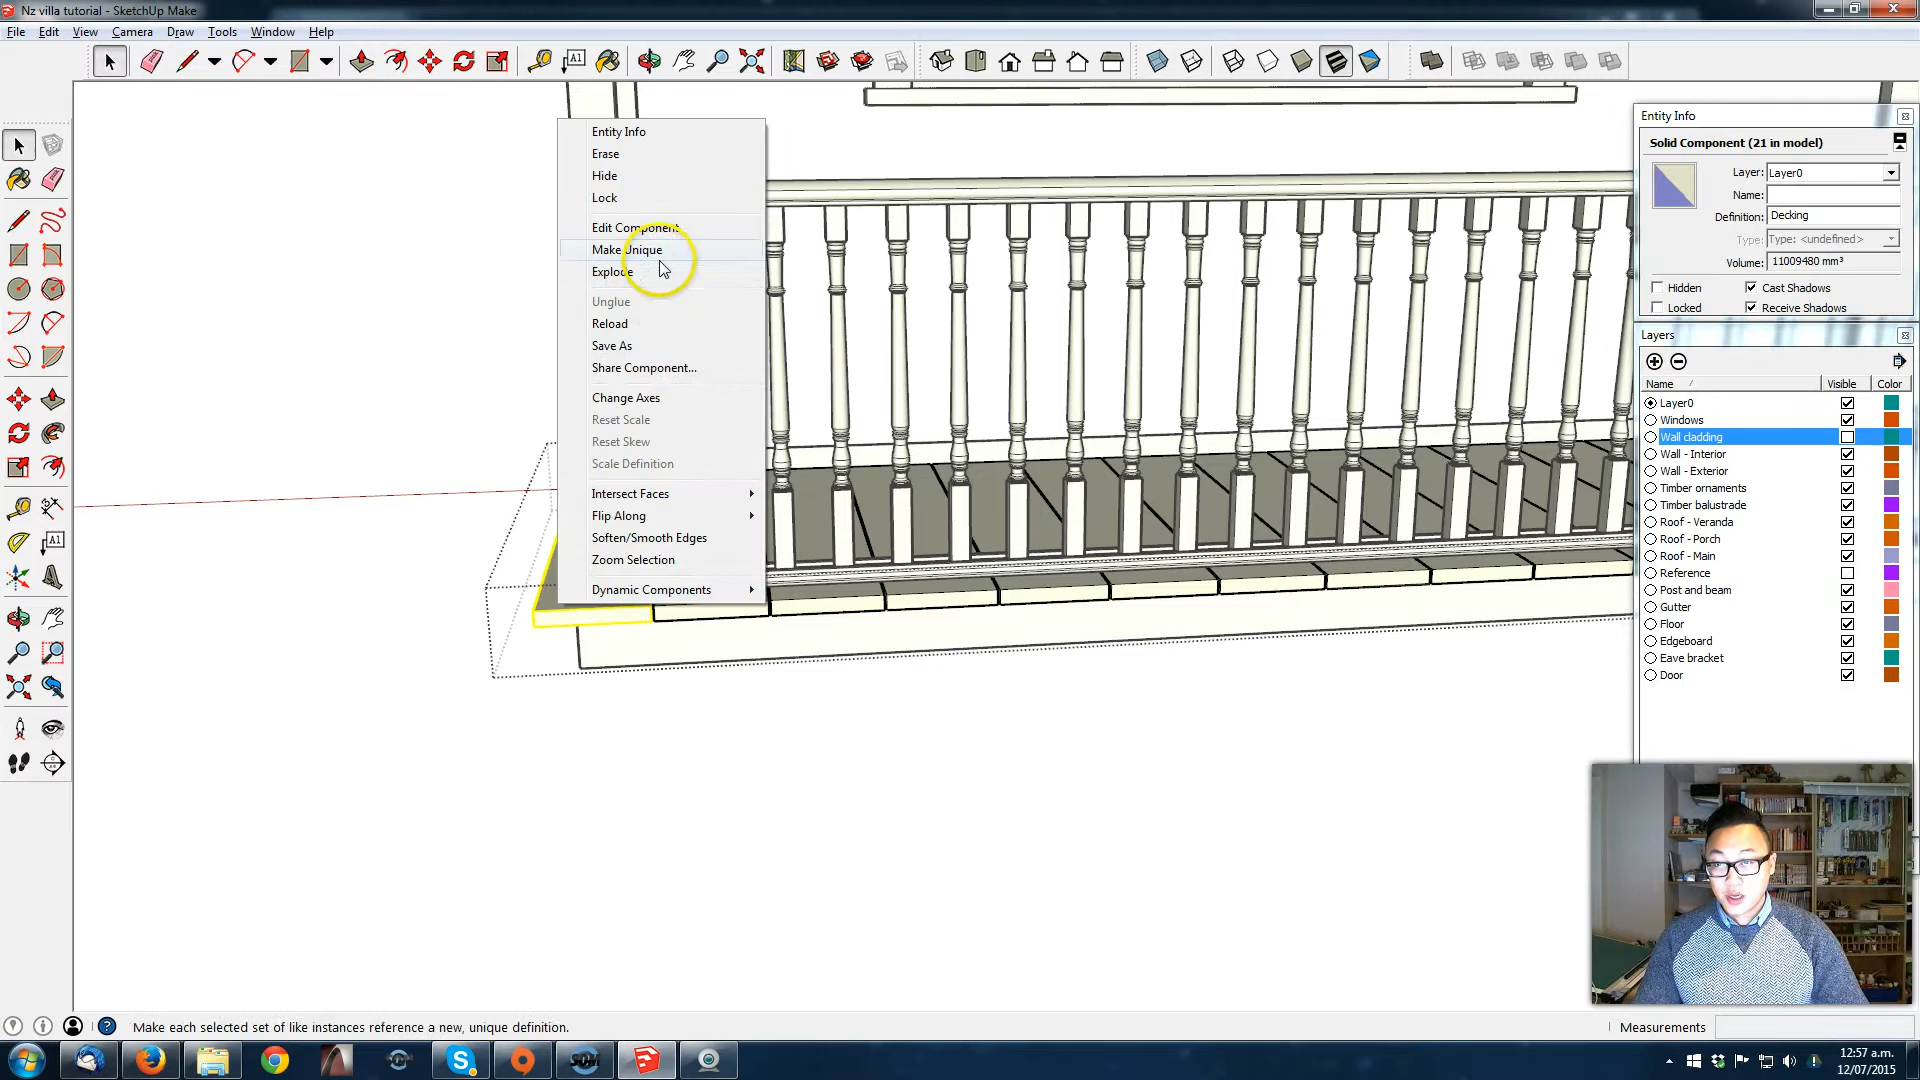 Nz villa tutorial - SketchUp Make
File Edit View Camera Draw Tools Window Help
Entity Info
Erase
Hide
Lock
Edit Component
Make Unique
Explode
Unglue
Reload
Save As
Share Component...
Change Axes
Reset Scale
Reset Skew
Scale Definition
Intersect Faces
Flip Along
Soften/Smooth Edges
Zoom Selection
Dynamic Components
Entity Info
Solid Component (21 in model)
Layer: Layer0
Name:
Definition: Decking
Type: Type: <undefined>
Volume: 11009480 mm³
Hidden Cast Shadows
Locked Receive Shadows
Layers
Name Visible Color
Layer0
Windows
Wall cladding
Wall - Interior
Wall - Exterior
Timber ornaments
Timber balustrade
Roof - Veranda
Roof - Porch
Roof - Main
Reference
Post and beam
Gutter
Floor
Edgeboard
Eave bracket
Door
Make each selected set of like instances reference a new, unique definition.
Measurements
12:57 a.m.
12/07/2015